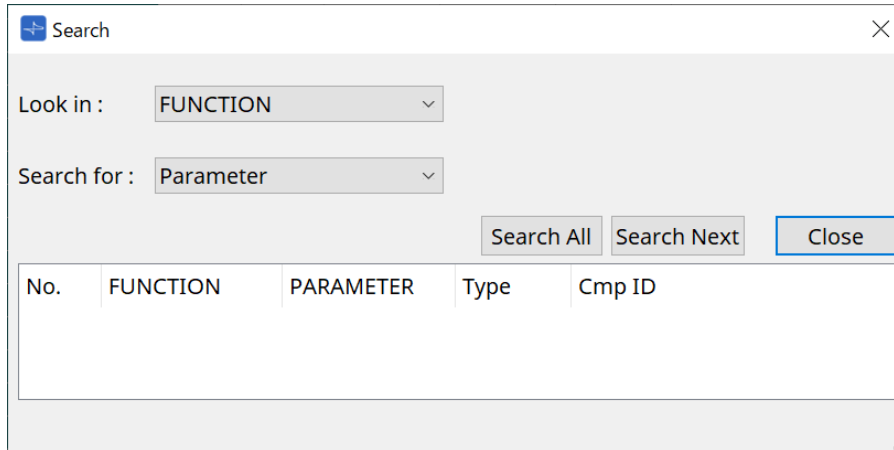 Search
Look in : FUNCTION
Search for : Parameter
Search All Search Next Close
No. FUNCTION PARAMETER Type Cmp ID